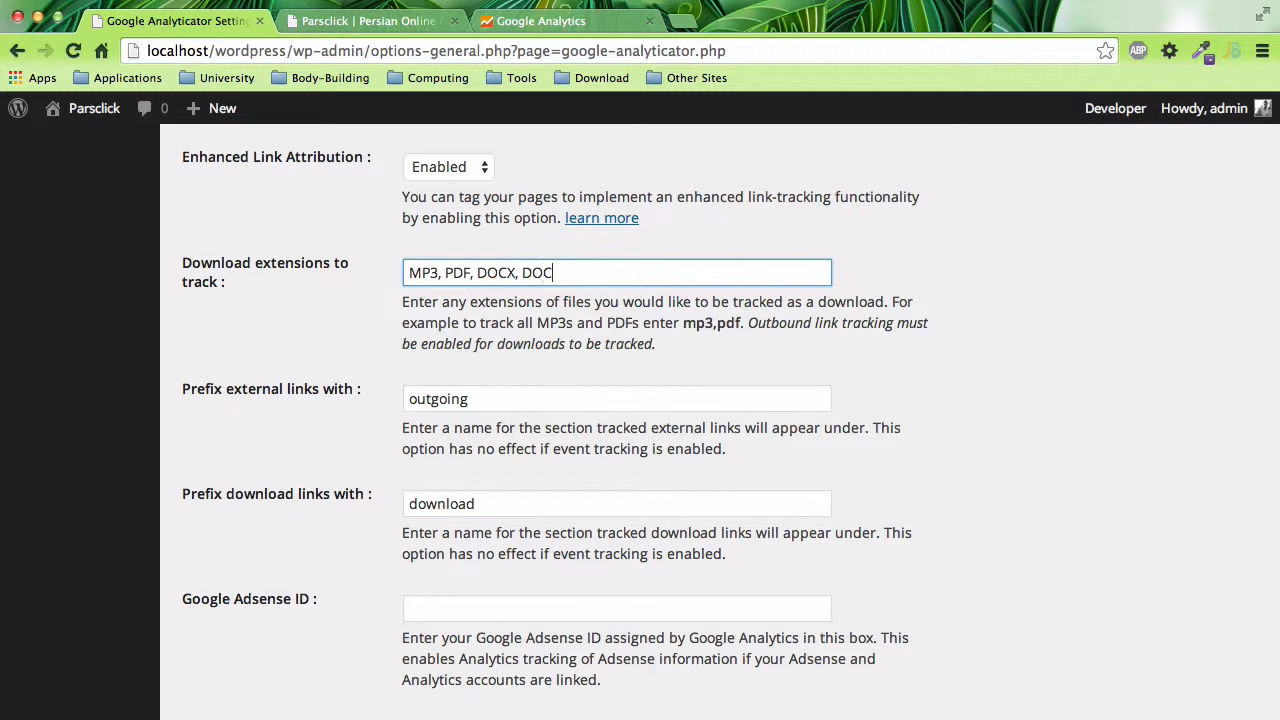 Google Analyticator Settin
Parsclick | Persian Online T
Google Analytics
localhost/wordpress/wp-admin/options-general.php?page=google-analyticator.php
ABP
JB
Apps Applications University Body-Building Computing Tools Download Other Sites
Parsclick 0 + New Developer Howdy, admin
Enhanced Link Attribution :
Enabled
You can tag your pages to implement an enhanced link-tracking functionality
by enabling this option. learn more
Download extensions to
track :
MP3, PDF, DOCX, DOC
Enter any extensions of files you would like to be tracked as a download. For
example to track all MP3s and PDFs enter mp3,pdf. Outbound link tracking must
be enabled for downloads to be tracked.
Prefix external links with :
outgoing
Enter a name for the section tracked external links will appear under. This
option has no effect if event tracking is enabled.
Prefix download links with :
download
Enter a name for the section tracked download links will appear under. This
option has no effect if event tracking is enabled.
Google Adsense ID :
Enter your Google Adsense ID assigned by Google Analytics in this box. This
enables Analytics tracking of Adsense information if your Adsense and
Analytics accounts are linked.